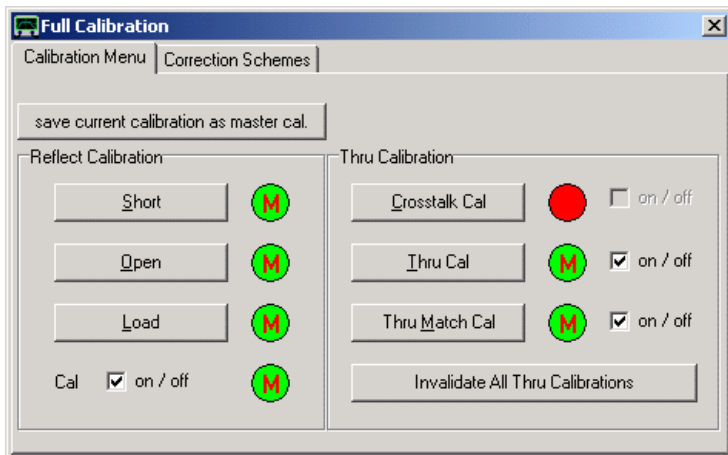 Full Calibration
Calibration Menu
Correction Schemes
save current calibration as master cal.
Reflect Calibration
Short
M
Open
M
Load
M
Cal
on / off
M
Thru Calibration
Crosstalk Cal
on / off
Thru Cal
M
on / off
Thru Match Cal
M
on / off
Invalidate All Thru Calibrations